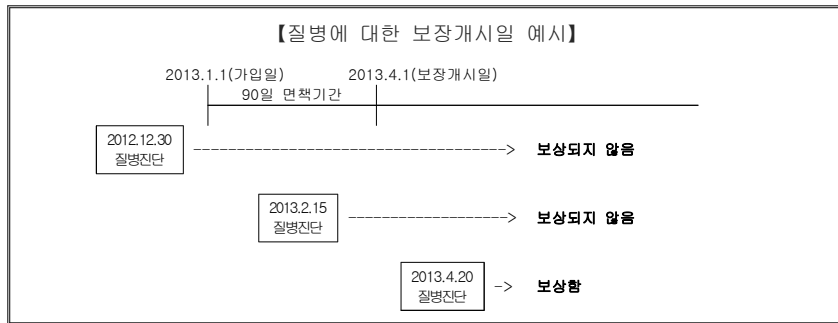 【질병에 대한 보장개시일 예시】
2013.1.1(가입일) 2013.4.1(보장개시일)
90일 면책기간
2012.12.30
질병진단
--------------------------------------> 보상되지 않음
2013.2.15
질병진단
-------------------> 보상되지 않음
2013.4.20
질병진단
-> 보상함